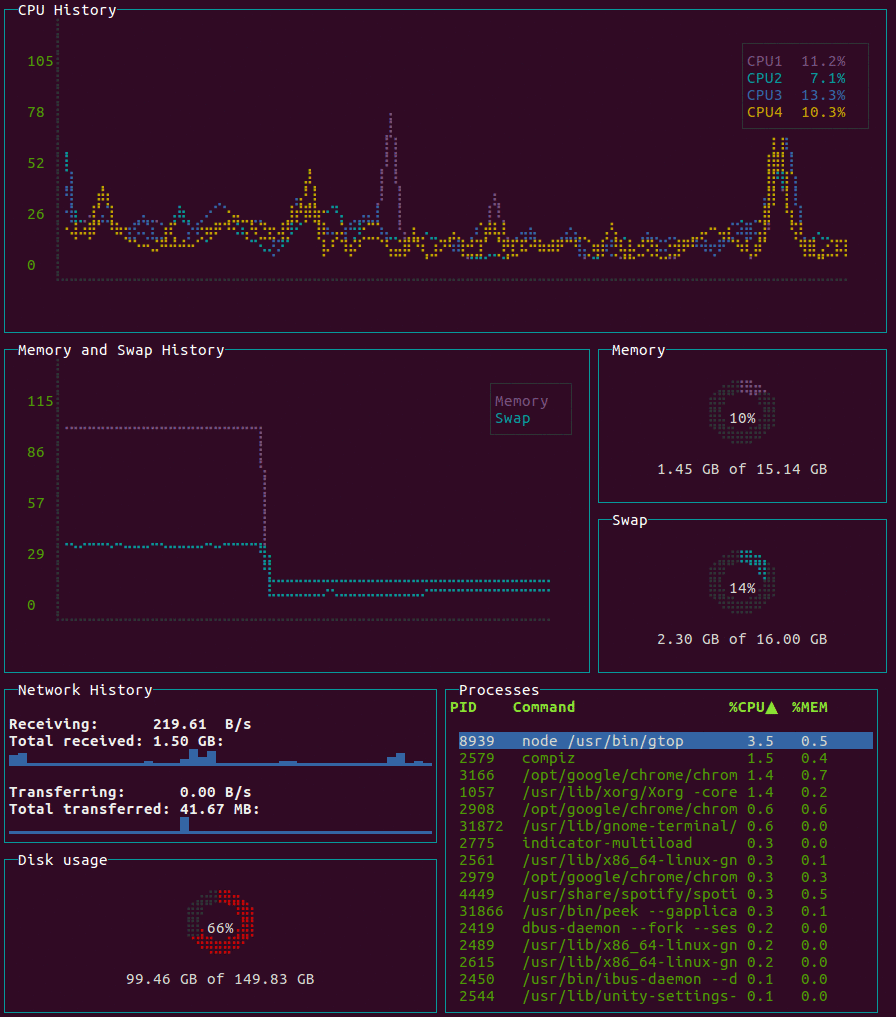 CPU History
105
78
52
26
0
CPU1 11.2%
CPU2 7.1%
CPU3 13.3%
CPU4 10.3%
Memory and Swap History
115
86
57
29
0
Memory
Swap
Memory
10%
1.45 GB of 15.14 GB
Swap
14%
2.30 GB of 16.00 GB
Network History
Receiving: 219.61 B/s
Total received: 1.50 GB:
Transferring: 0.00 B/s
Total transferred: 41.67 MB:
Disk usage
66%
99.46 GB of 149.83 GB
Processes
PID Command %CPU▲ %MEM
8939 node /usr/bin/gtop 3.5 0.5
2579 compiz 1.5 0.4
3166 /opt/google/chrome/chrom 1.4 0.7
1057 /usr/lib/xorg/Xorg -core 1.4 0.2
2908 /opt/google/chrome/chrom 0.6 0.6
31872 /usr/lib/gnome-terminal/ 0.6 0.0
2775 indicator-multiload 0.3 0.0
2561 /usr/lib/x86_64-linux-gn 0.3 0.1
2979 /opt/google/chrome/chrom 0.3 0.3
4449 /usr/share/spotify/spoti 0.3 0.5
31866 /usr/bin/peek --gapplica 0.3 0.1
2419 dbus-daemon --fork --ses 0.2 0.0
2489 /usr/lib/x86_64-linux-gn 0.2 0.0
2615 /usr/lib/x86_64-linux-gn 0.2 0.0
2450 /usr/bin/ibus-daemon --d 0.1 0.0
2544 /usr/lib/unity-settings- 0.1 0.0